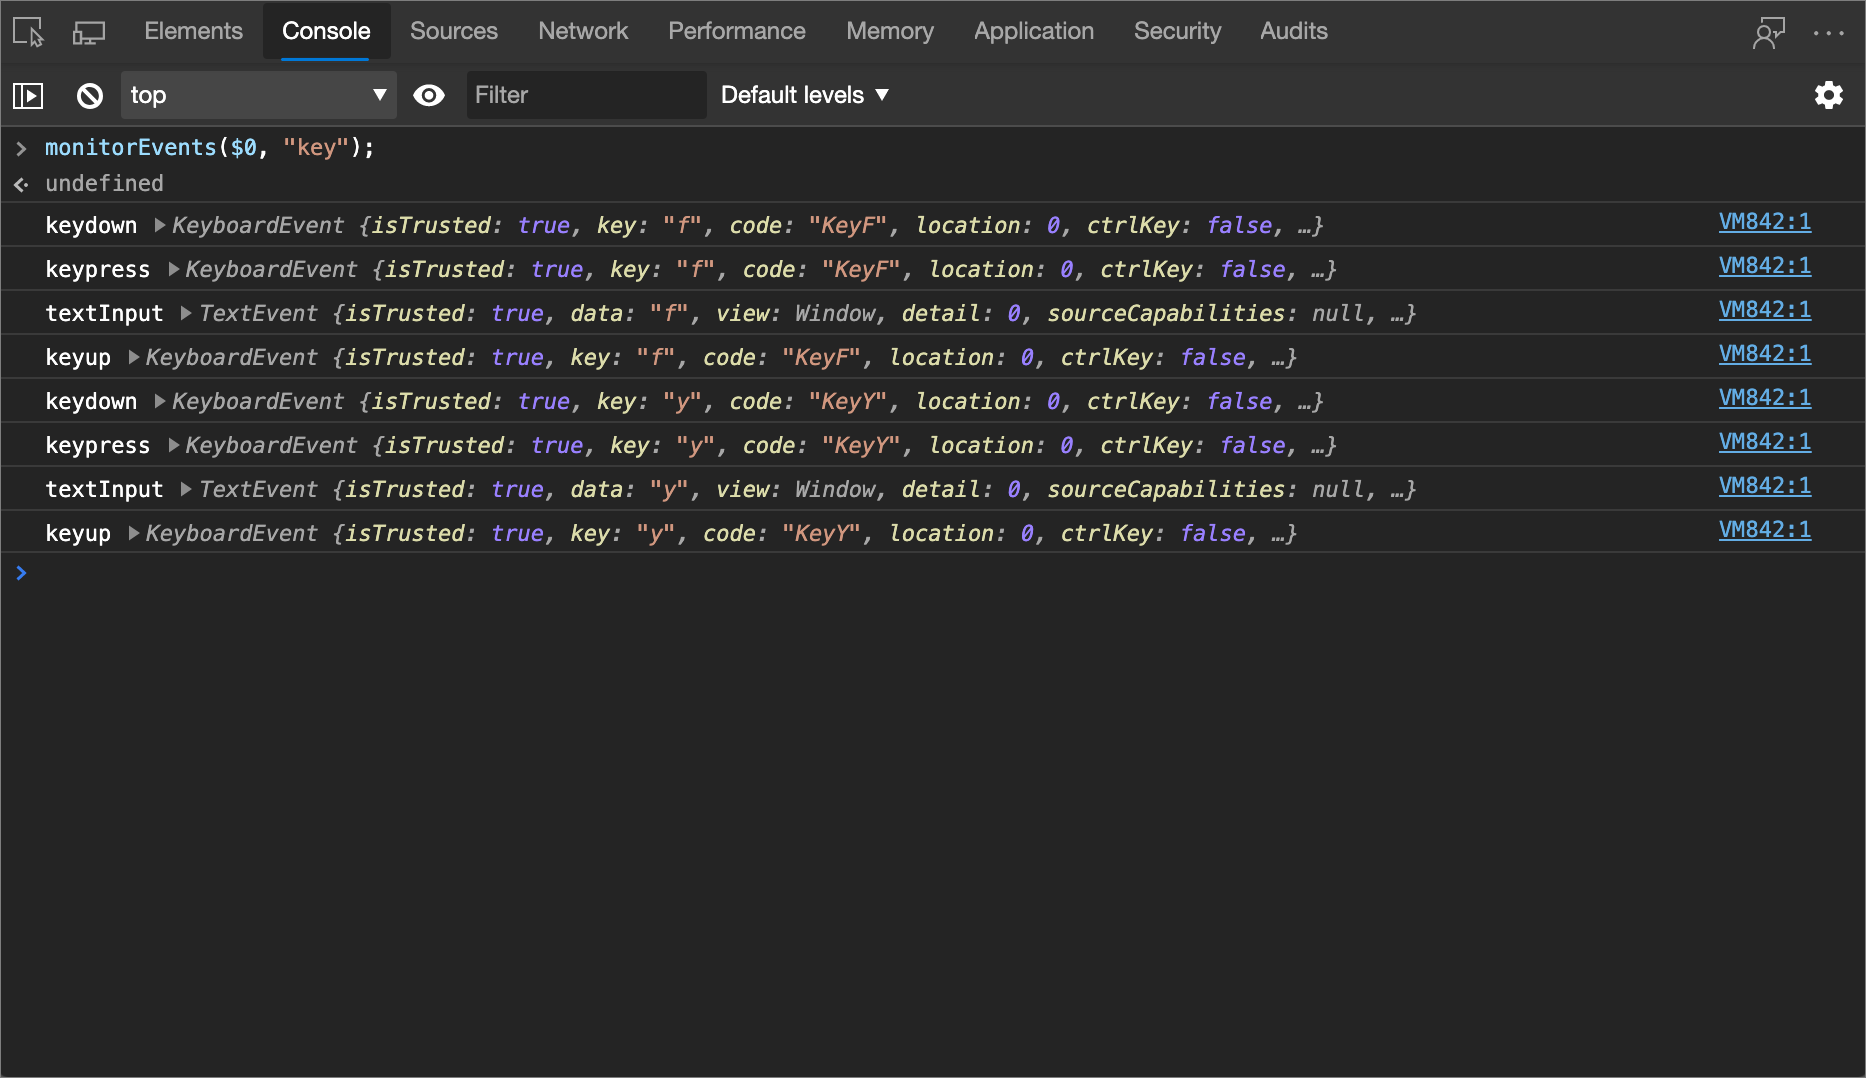 Elements Console Sources Network Performance Memory Application Security Audits
top Filter Default levels
monitorEvents($0, "key");
undefined
keydown KeyboardEvent {isTrusted: true, key: "f", code: "KeyF", location: 0, ctrlKey: false, …} VM842:1
keypress KeyboardEvent {isTrusted: true, key: "f", code: "KeyF", location: 0, ctrlKey: false, …} VM842:1
textInput TextEvent {isTrusted: true, data: "f", view: Window, detail: 0, sourceCapabilities: null, …} VM842:1
keyup KeyboardEvent {isTrusted: true, key: "f", code: "KeyF", location: 0, ctrlKey: false, …} VM842:1
keydown KeyboardEvent {isTrusted: true, key: "y", code: "KeyY", location: 0, ctrlKey: false, …} VM842:1
keypress KeyboardEvent {isTrusted: true, key: "y", code: "KeyY", location: 0, ctrlKey: false, …} VM842:1
textInput TextEvent {isTrusted: true, data: "y", view: Window, detail: 0, sourceCapabilities: null, …} VM842:1
keyup KeyboardEvent {isTrusted: true, key: "y", code: "KeyY", location: 0, ctrlKey: false, …} VM842:1